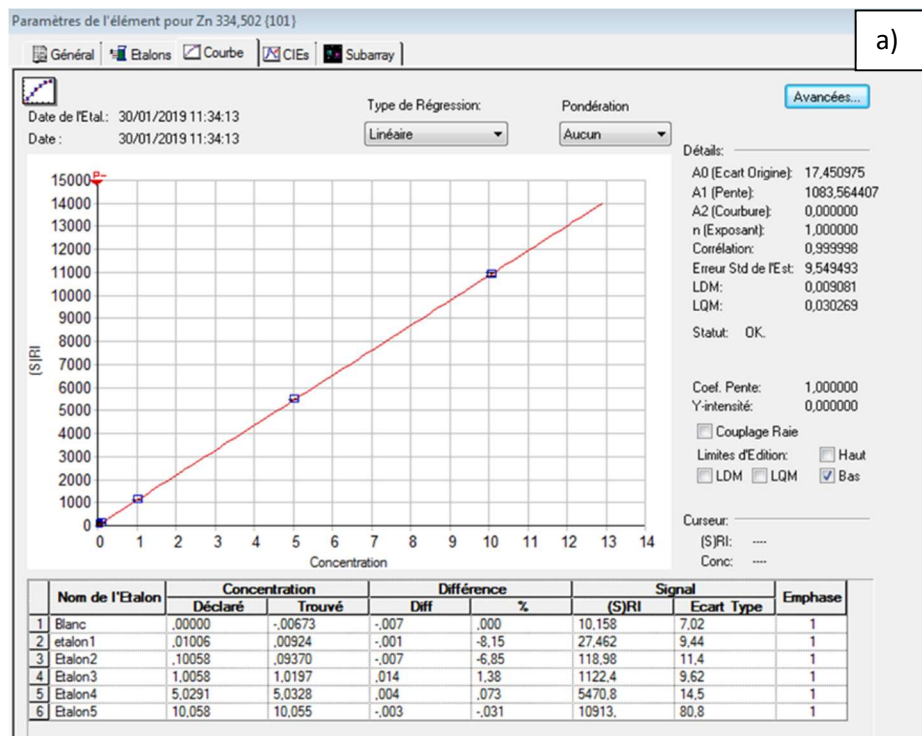 Paramètres de l'élément pour Zn 334,502 {101}
a)
Général Etalons Courbe CIEs Subarray
Avancées...
Date de l'Etal.: 30/01/2019 11:34:13
Date : 30/01/2019 11:34:13
Type de Régression:
Linéaire
Pondération
Aucun
Détails:
A0 (Ecart Origine): 17,450975
A1 (Pente): 1083,564407
A2 (Courbure): 0,000000
n (Exposant): 1,000000
Corrélation: 0,999998
Erreur Std de l'Est: 9,549493
LDM: 0,009081
LQM: 0,030269
Statut: OK.
Coef. Pente: 1,000000
Y-intensité: 0,000000
Couplage Raie
Limites d'Edition: Haut
LDM LQM Bas
Curseur:
(S)RI: ----
Conc: ----
(S)RI
15000
14000
13000
12000
11000
10000
9000
8000
7000
6000
5000
4000
3000
2000
1000
0
0 1 2 3 4 5 6 7 8 9 10 11 12 13 14
Concentration
Nom de l'Etalon Concentration Différence Signal Emphase
Déclaré Trouvé Diff % (S)RI Ecart Type
1 Blanc ,00000 -,00673 -,007 ,000 10,158 7,02 1
2 etalon1 ,01006 ,00924 -,001 -8,15 27,462 9,44 1
3 Etalon2 ,10058 ,09370 -,007 -6,85 118,98 11,4 1
4 Etalon3 1,0058 1,0197 ,014 1,38 1122,4 9,62 1
5 Etalon4 5,0291 5,0328 ,004 ,073 5470,8 14,5 1
6 Etalon5 10,058 10,055 -,003 -,031 10913, 80,8 1